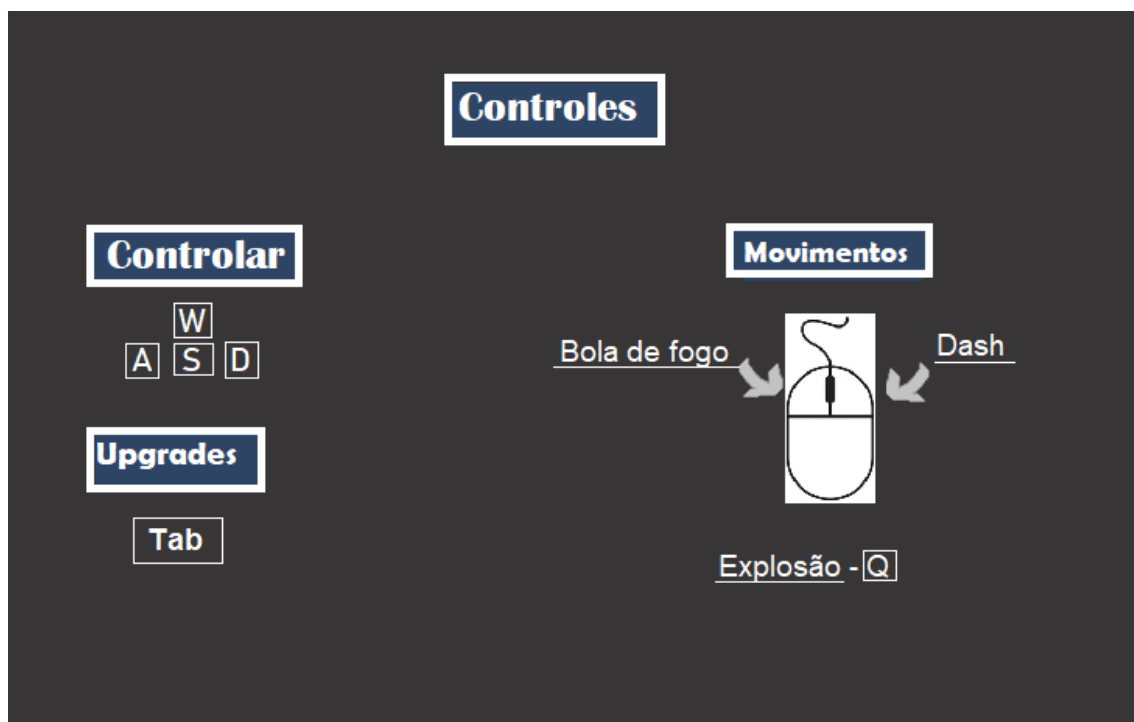 Controles
Controlar
W
A S D
Upgrades
Tab
Movimentos
Bola de fogo
Dash
Explosão - Q